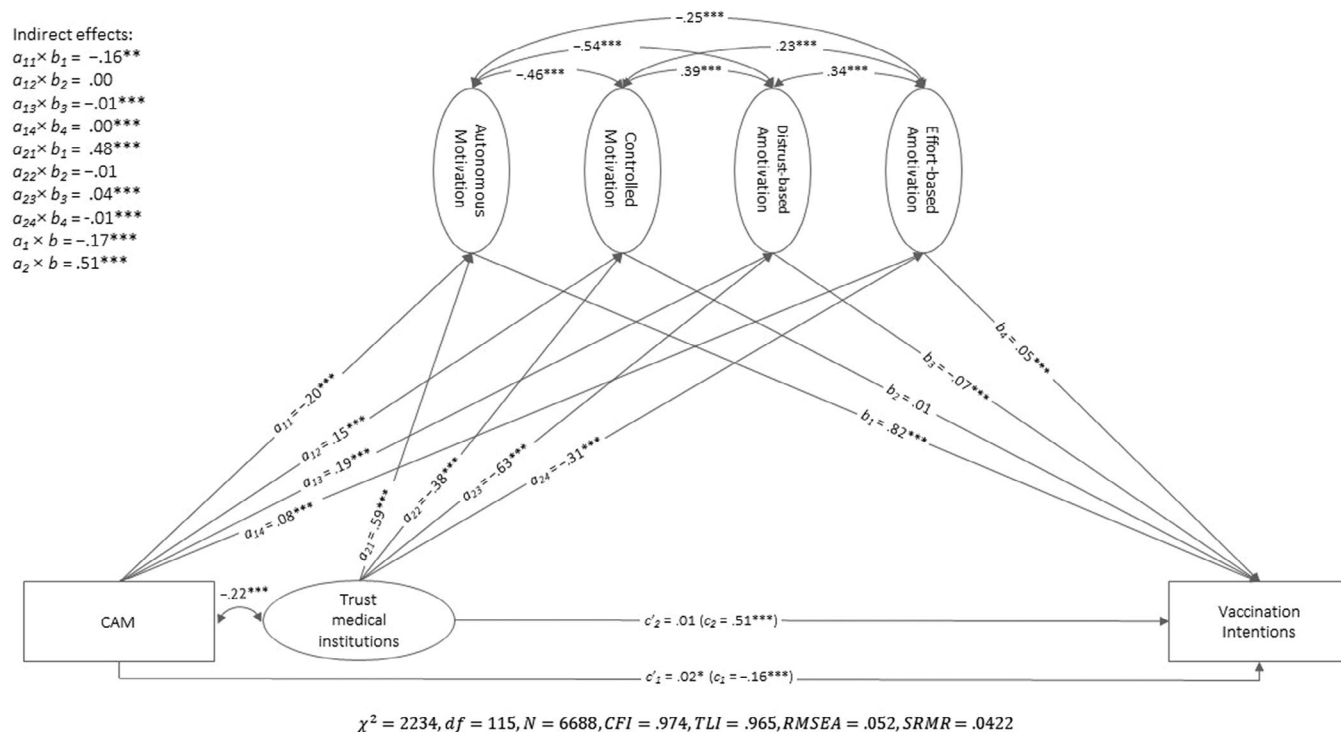 Indirect effects:
a11× b1 = –.16**
a12× b2 = .00
a13× b3 = –.01***
a14× b4 = .00***
a21× b1 = .48***
a22× b2 = –.01
a23× b3 = .04***
a24× b4 = -.01***
a1 × b = –.17***
a2 × b = .51***
–.25***
–.54***
.23***
–.46***
.39***
.34***
Autonomous
Motivation
Controlled
Motivation
Distrust-based
Amotivation
Effort-based
Amotivation
a11 = –.20***
a12 = .15***
a13 = .19***
a14 = .08***
a21 = .59***
a22 = –.38***
a23 = –.63***
a24 = –.31***
b1 = .82***
b2 = .01
b3 = –.07***
b4 = .05***
CAM
–.22***
Trust
medical
institutions
c'2 = .01 (c2 = .51***)
Vaccination
Intentions
c'1 = .02* (c1 = –.16***)
χ² = 2234, df = 115, N = 6688, CFI = .974, TLI = .965, RMSEA = .052, SRMR = .0422